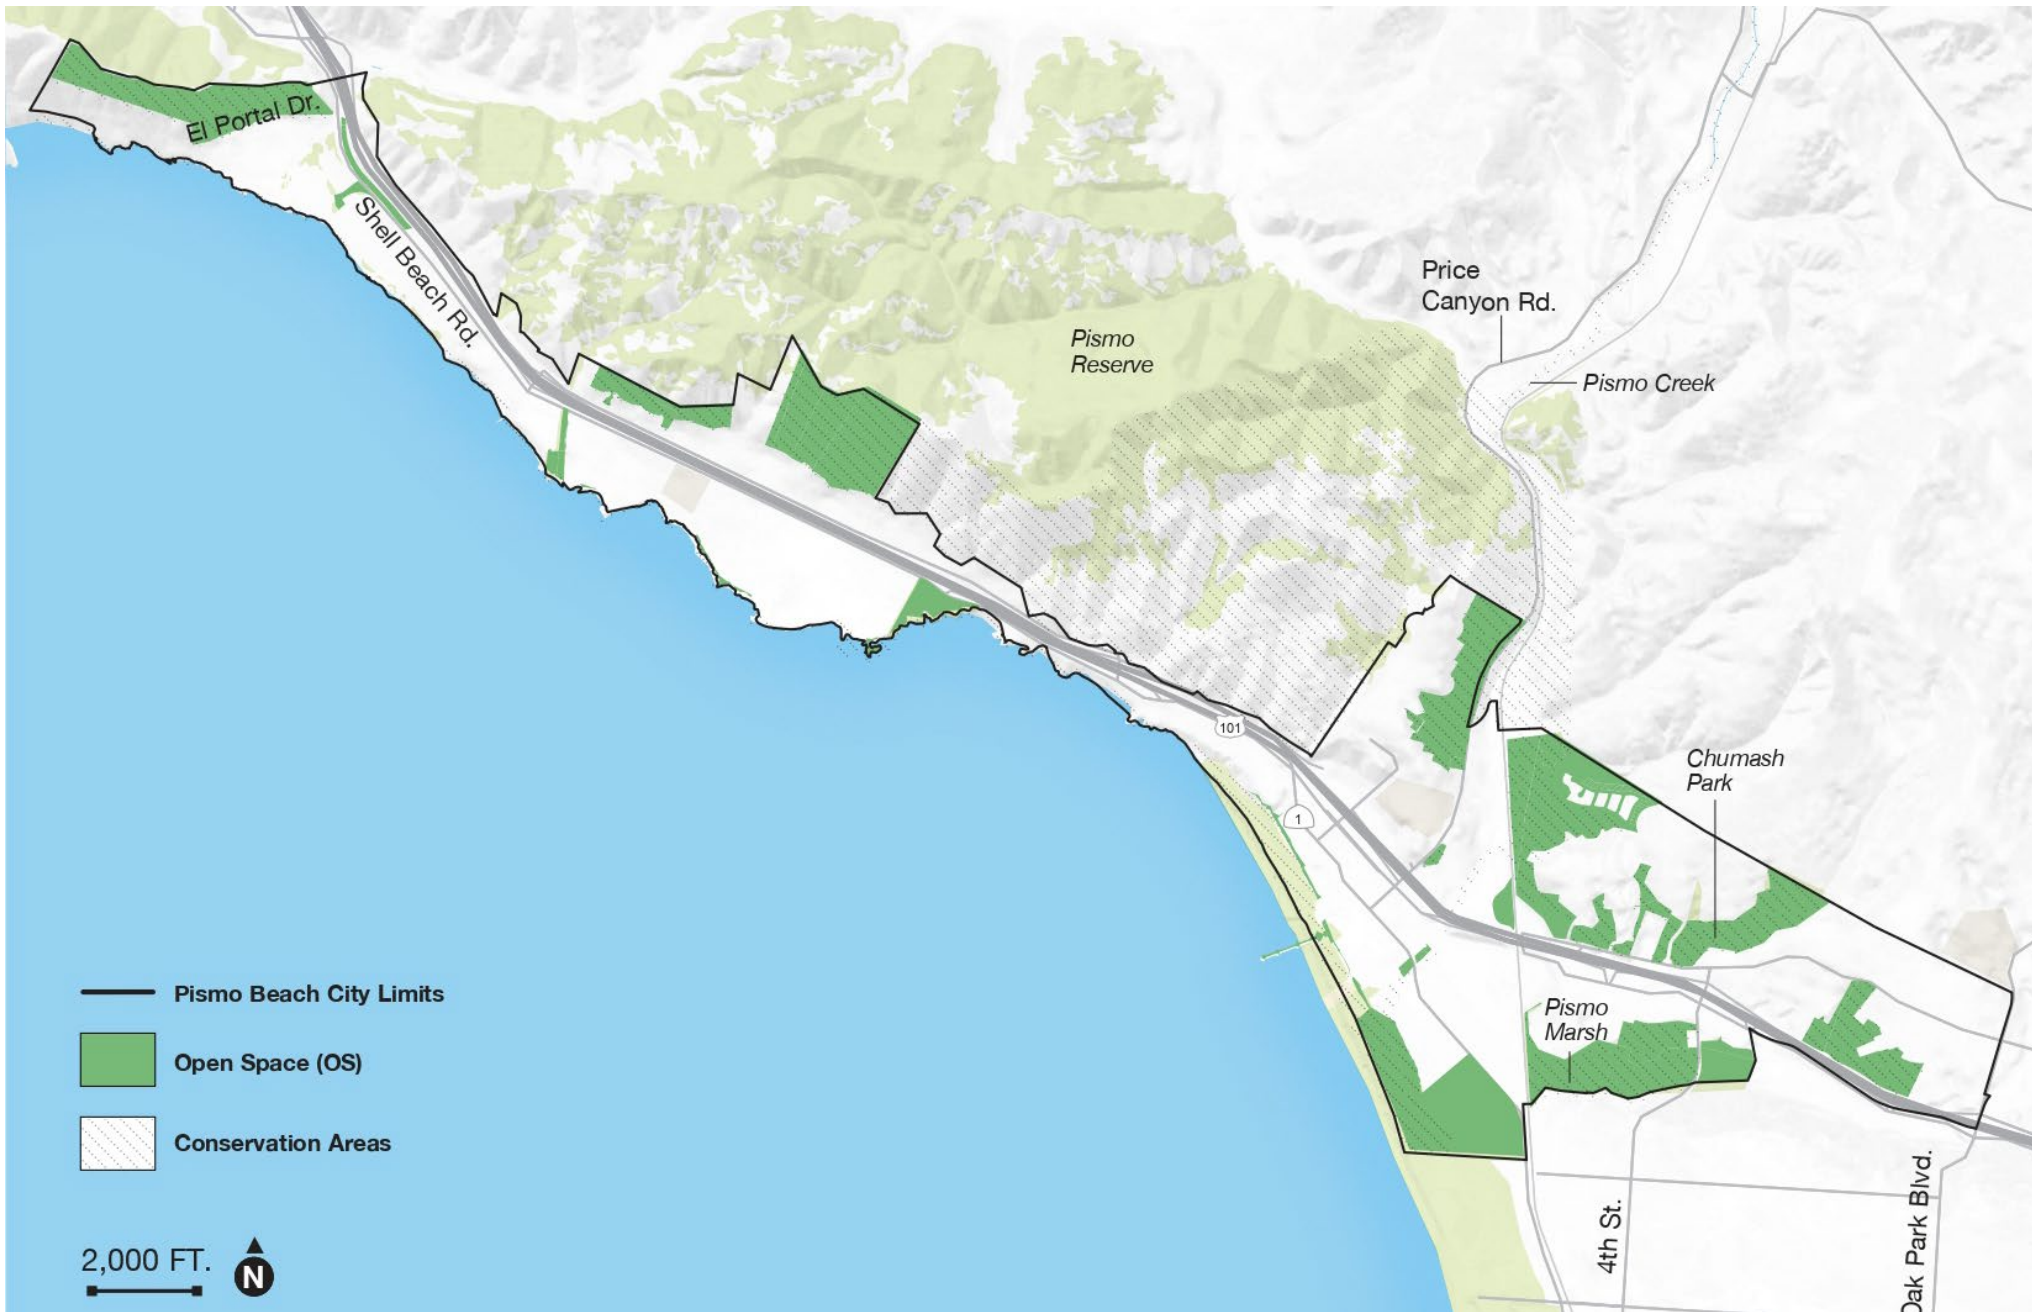 El Portal Dr.
Shell Beach Rd.
Price
Canyon Rd.
Pismo
Reserve
Pismo Creek
101
Chumash
Park
1
Pismo Beach City Limits
Open Space (OS)
Pismo
Marsh
Conservation Areas
4th St.
Oak Park Blvd.
2,000 FT.
N